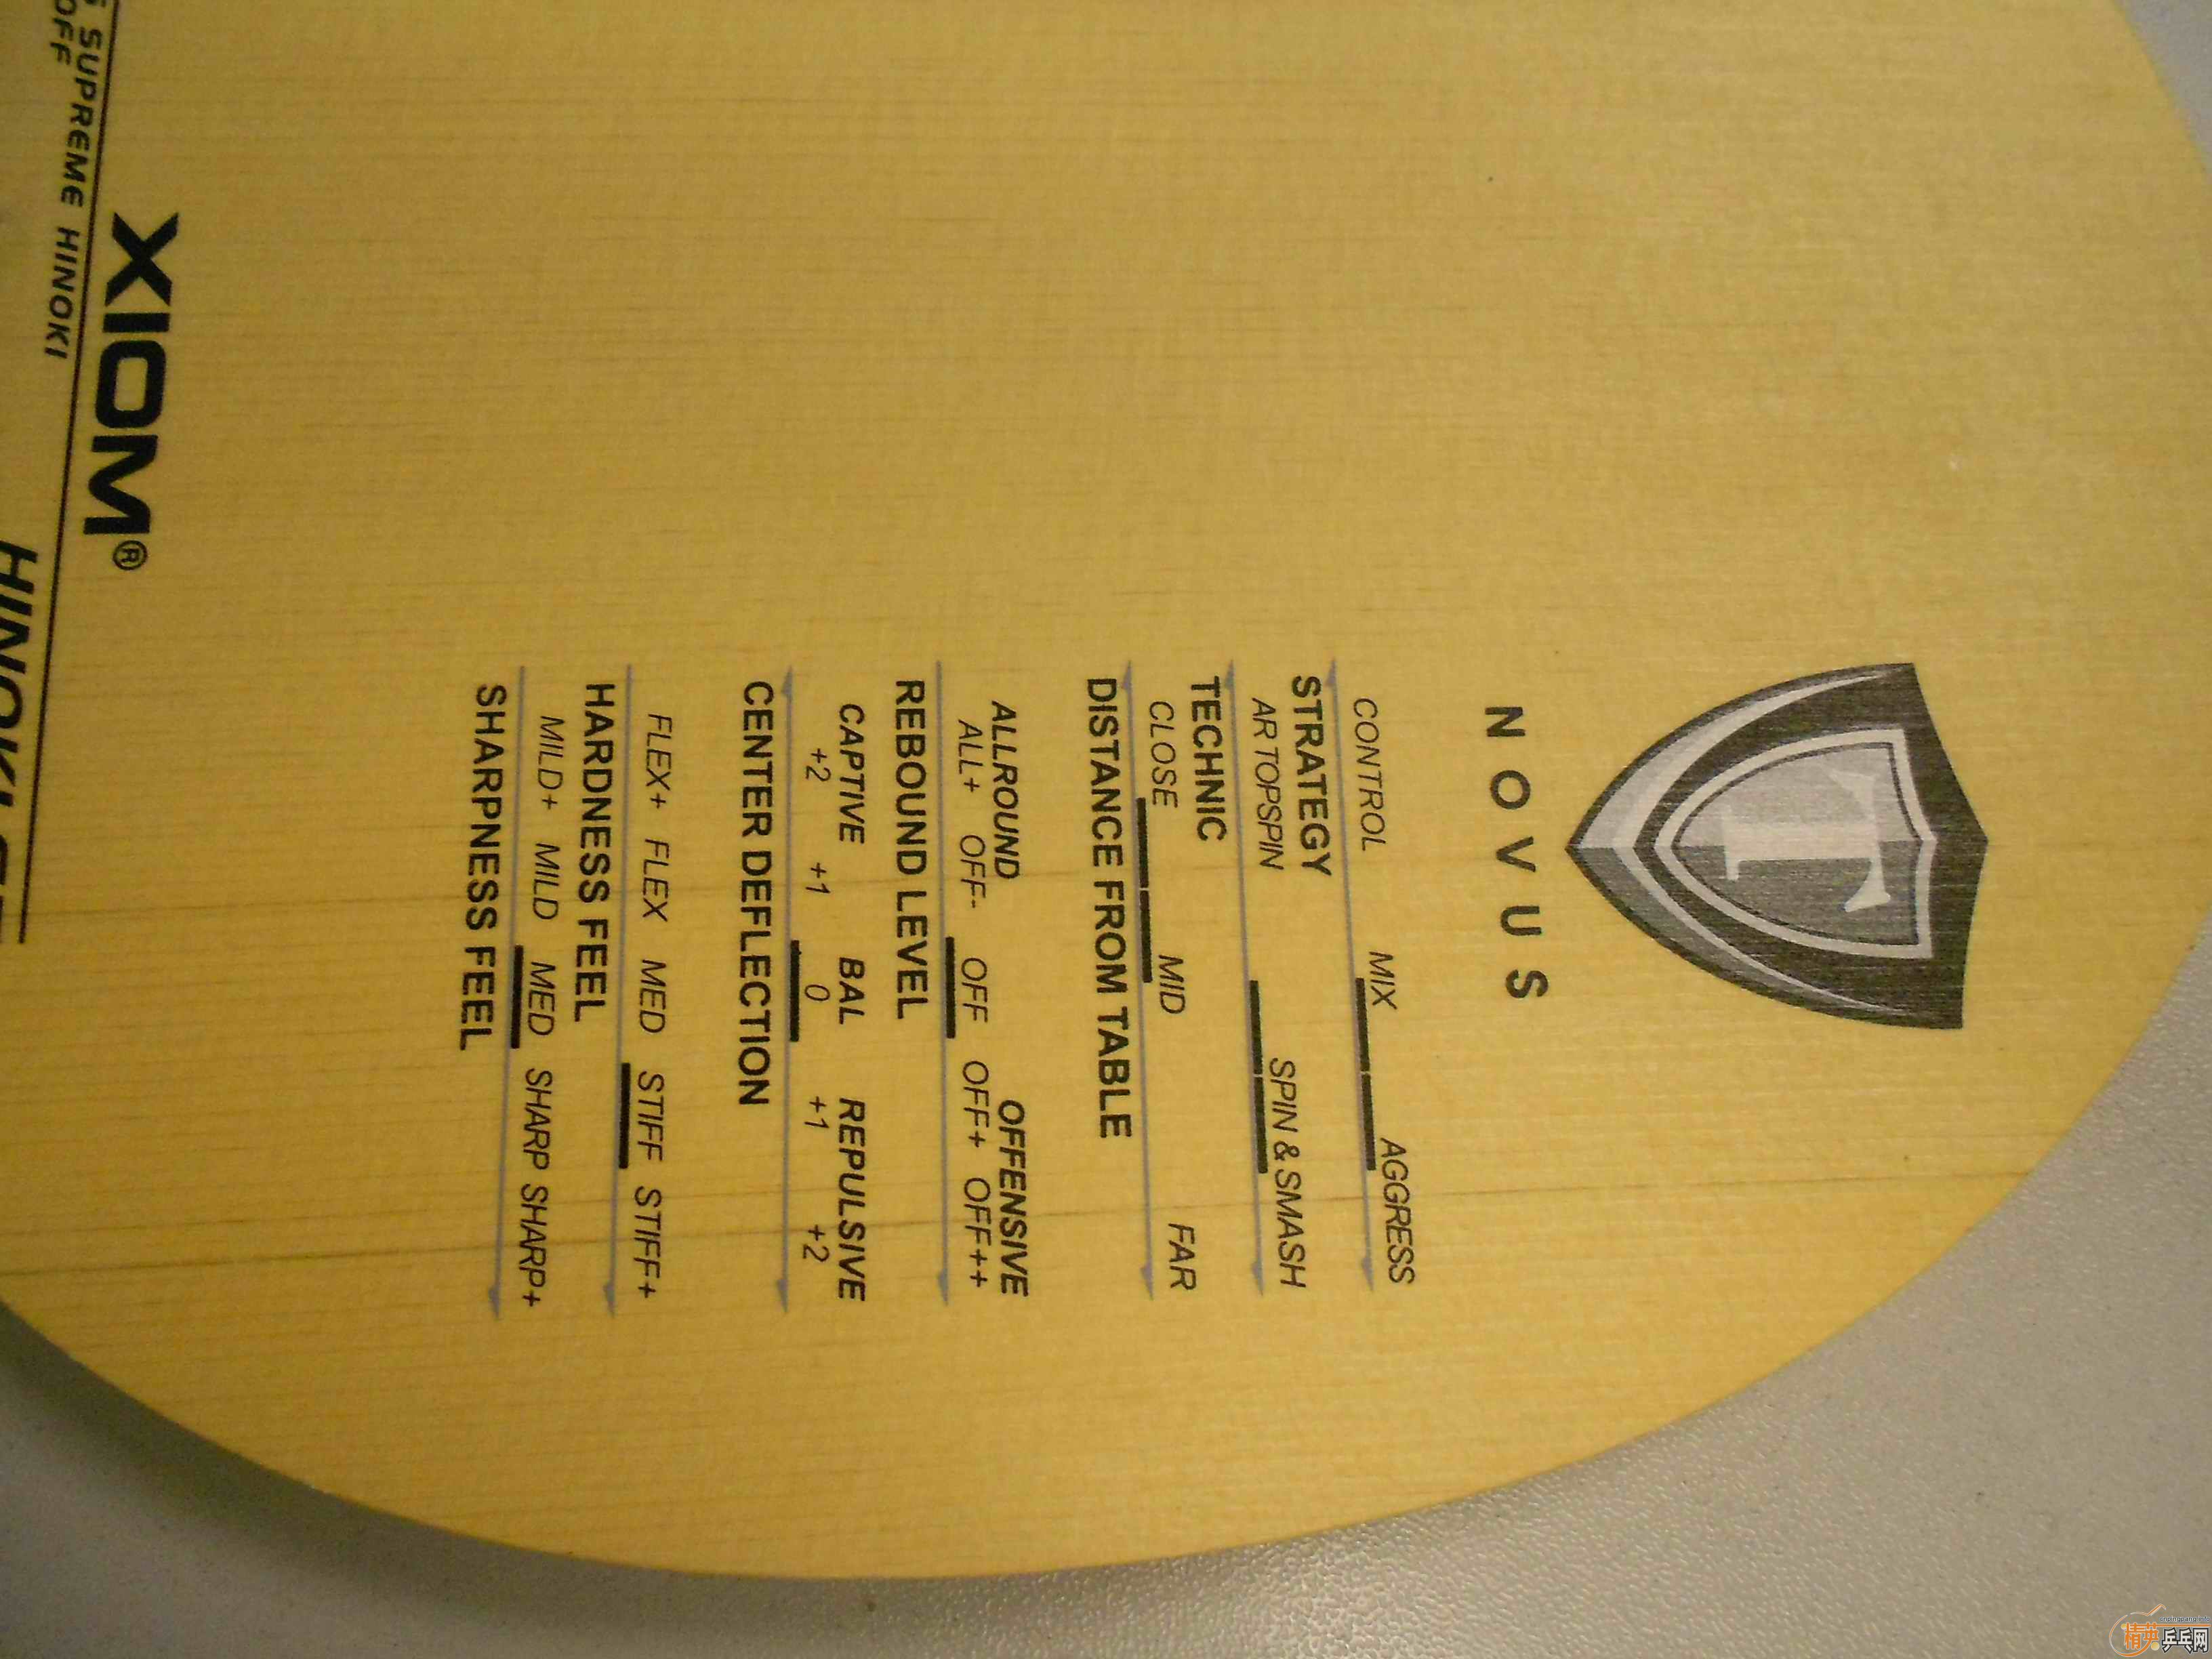 NOVUS
CONTROL MIX AGGRESS
STRATEGY
AR TOPSPIN SPIN & SMASH
TECHNIC
CLOSE MID FAR
DISTANCE FROM TABLE
ALLROUND OFFENSIVE
ALL+ OFF- OFF OFF+ OFF++
REBOUND LEVEL
CAPTIVE BAL REPULSIVE
+2 +1 0 +1 +2
CENTER DEFLECTION
FLEX+ FLEX MED STIFF STIFF+
HARDNESS FEEL
MILD+ MILD MED SHARP SHARP+
SHARPNESS FEEL
XIOM®
SUPREME HINOKI
OFF
精英乒乓网